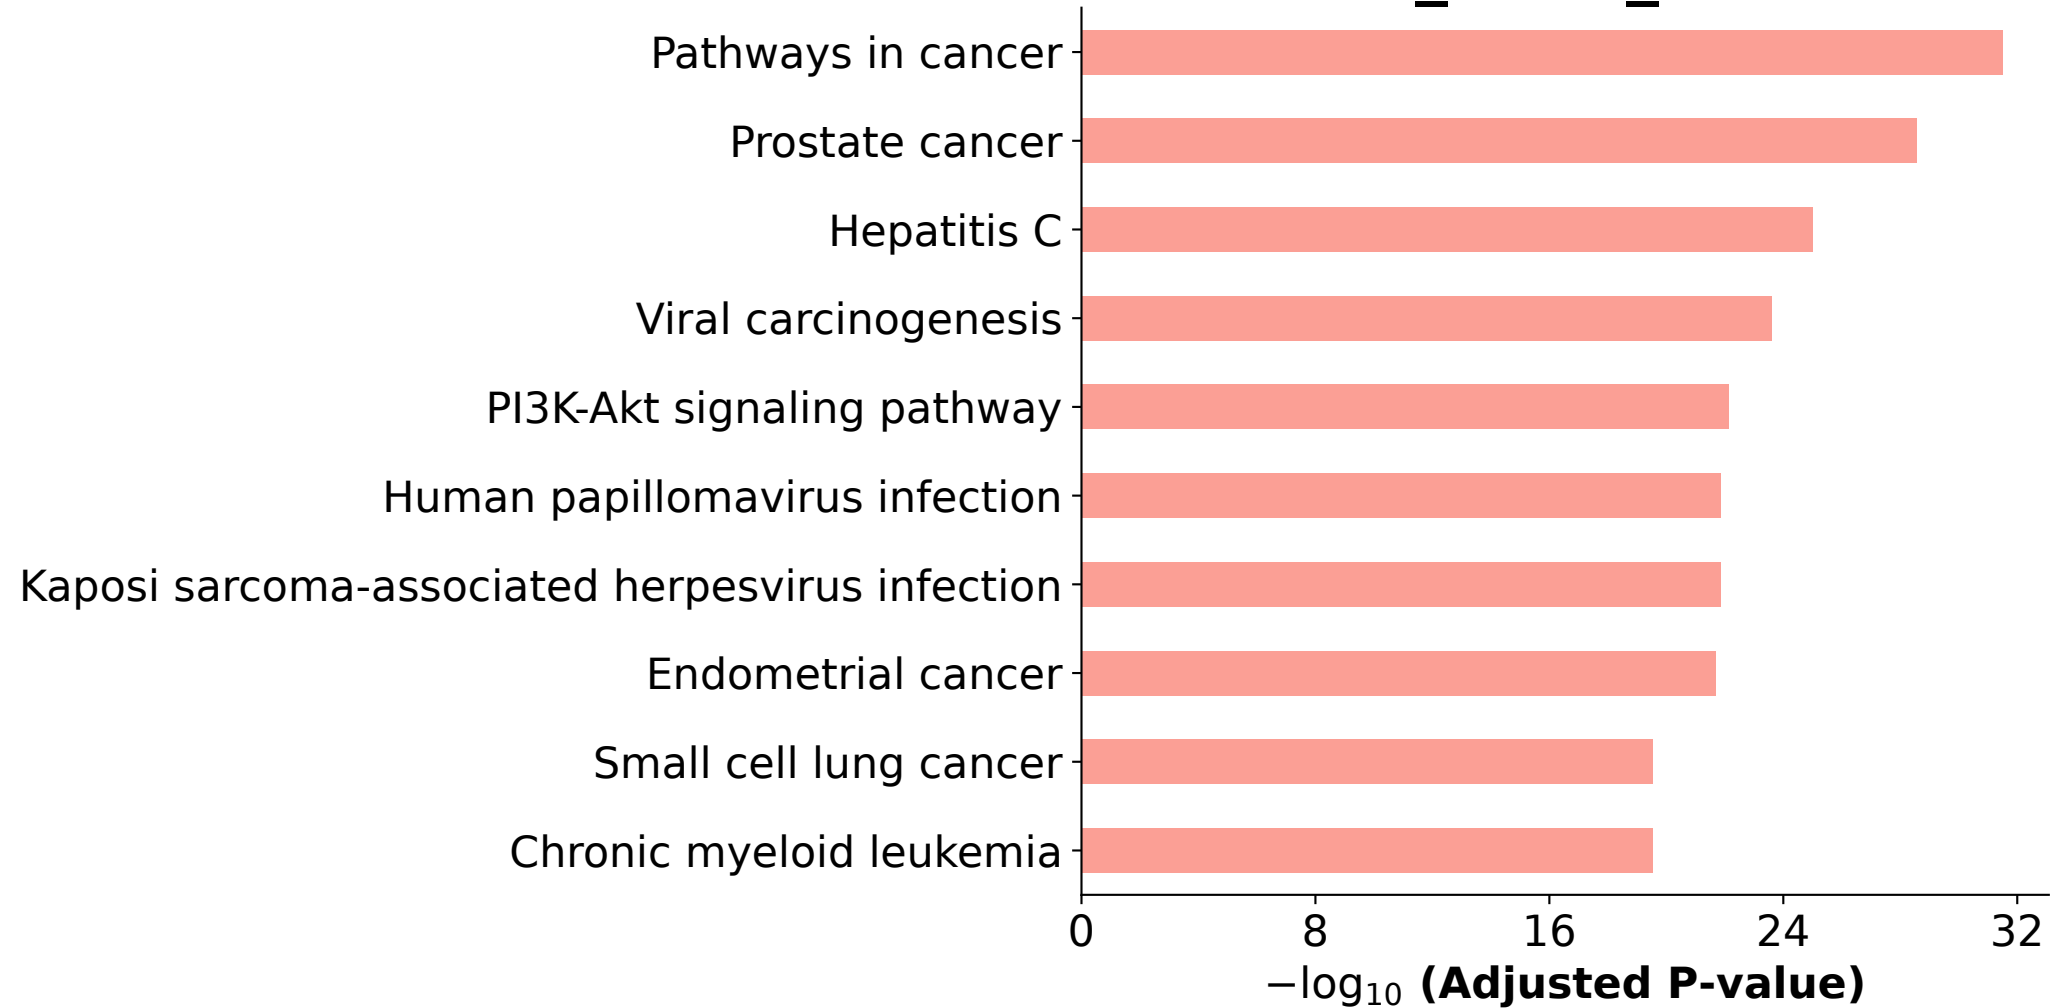 Pathways in cancer
Prostate cancer
Hepatitis C
Viral carcinogenesis
PI3K-Akt signaling pathway
Human papillomavirus infection
Kaposi sarcoma-associated herpesvirus infection
Endometrial cancer
Small cell lung cancer
Chronic myeloid leukemia
0 8 16 24 32
−log₁₀ (Adjusted P-value)